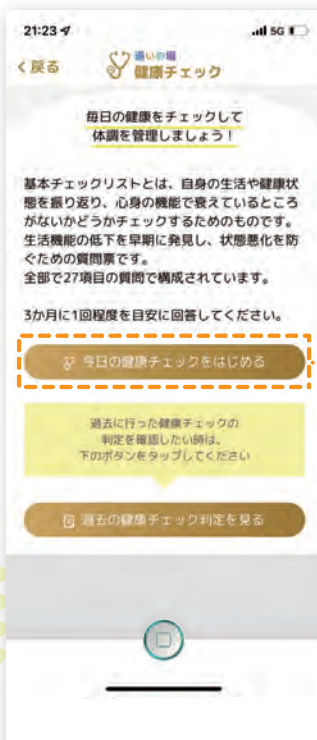 21:23
5G
< 戻る
通いの場
健康チェック
毎日の健康をチェックして
体調を管理しましょう！
基本チェックリストとは、自身の生活や健康状
態を振り返り、心身の機能で衰えているところ
がないかどうかチェックするためのものです。
生活機能の低下を早期に発見し、状態悪化を防
ぐための質問票です。
全部で27項目の質問で構成されています。
3か月に1回程度を目安に回答してください。
今日の健康チェックをはじめる
過去に行った健康チェックの
判定を確認したい時は、
下のボタンをタップしてください
過去の健康チェック判定を見る